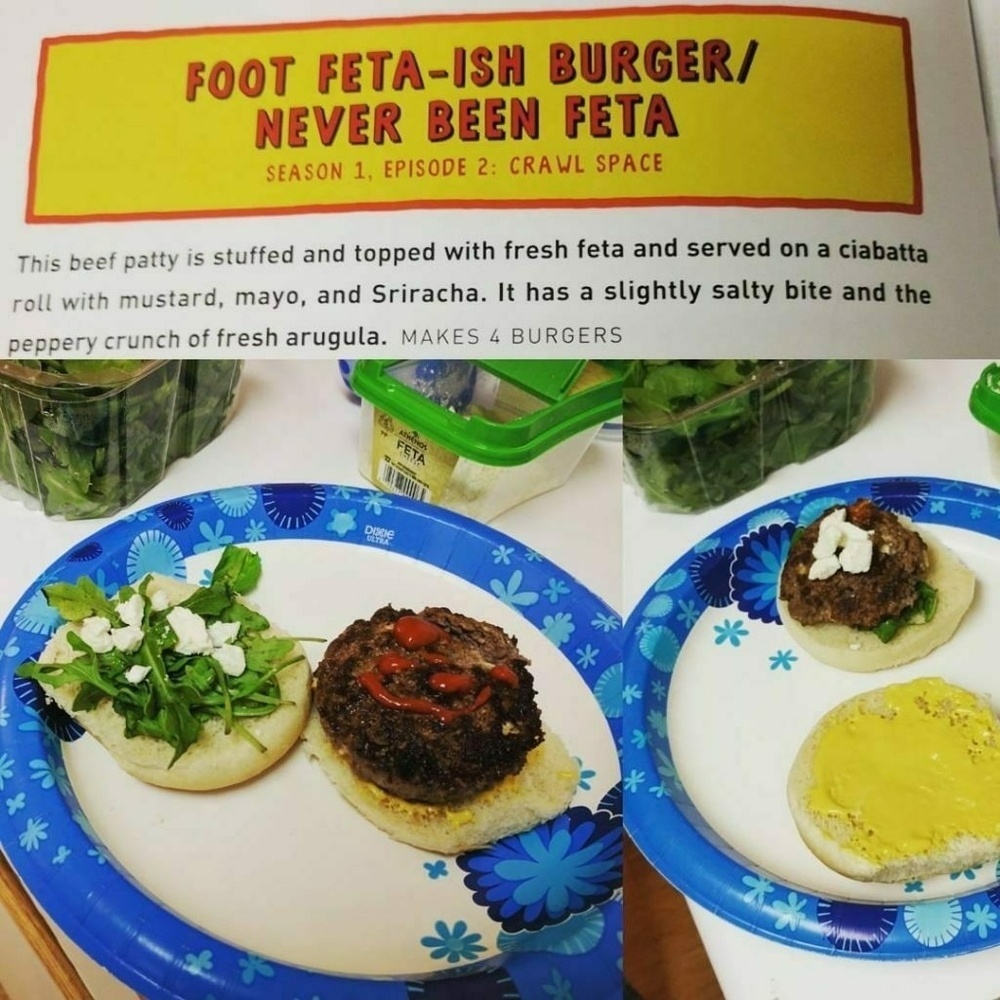 FOOT FETA-ISH BURGER/
NEVER BEEN FETA
SEASON 1, EPISODE 2: CRAWL SPACE
This beef patty is stuffed and topped with fresh feta and served on a ciabatta
roll with mustard, mayo, and Sriracha. It has a slightly salty bite and the
peppery crunch of fresh arugula. MAKES 4 BURGERS
ATHENOS
FETA
DIXIE
ULTRA